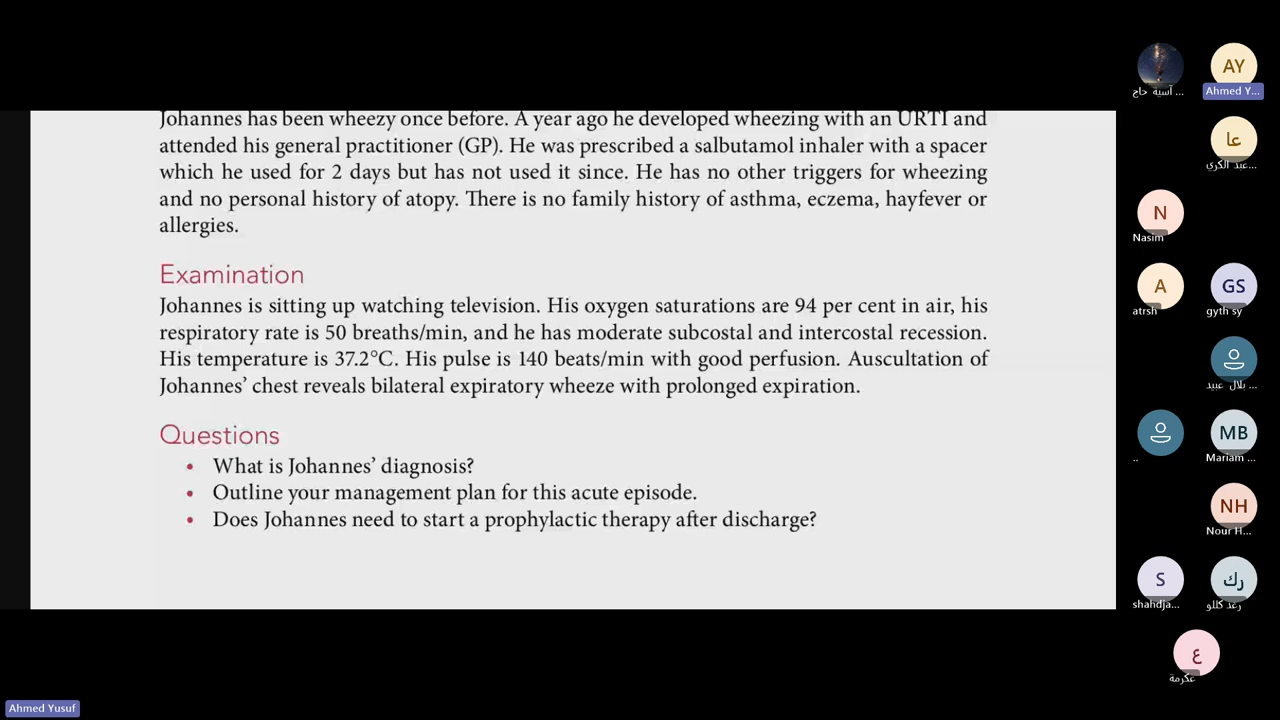 Johannes has been wheezy once before. A year ago he developed wheezing with an URTI and
attended his general practitioner (GP). He was prescribed a salbutamol inhaler with a spacer
which he used for 2 days but has not used it since. He has no other triggers for wheezing
and no personal history of atopy. There is no family history of asthma, eczema, hayfever or
allergies.
Examination
Johannes is sitting up watching television. His oxygen saturations are 94 per cent in air, his
respiratory rate is 50 breaths/min, and he has moderate subcostal and intercostal recession.
His temperature is 37.2°C. His pulse is 140 beats/min with good perfusion. Auscultation of
Johannes’ chest reveals bilateral expiratory wheeze with prolonged expiration.
Questions
• What is Johannes’ diagnosis?
• Outline your management plan for this acute episode.
• Does Johannes need to start a prophylactic therapy after discharge?
آسية حاج ...
AY
Ahmed Y...
عا
عبد الكري...
N
Nasim
A
atrsh
GS
gyth sy
بلال عبيد ...
..
MB
Mariam ...
NH
Nour H...
S
shahdja...
رك
رغد كللو
ع
عكرمة
Ahmed Yusuf